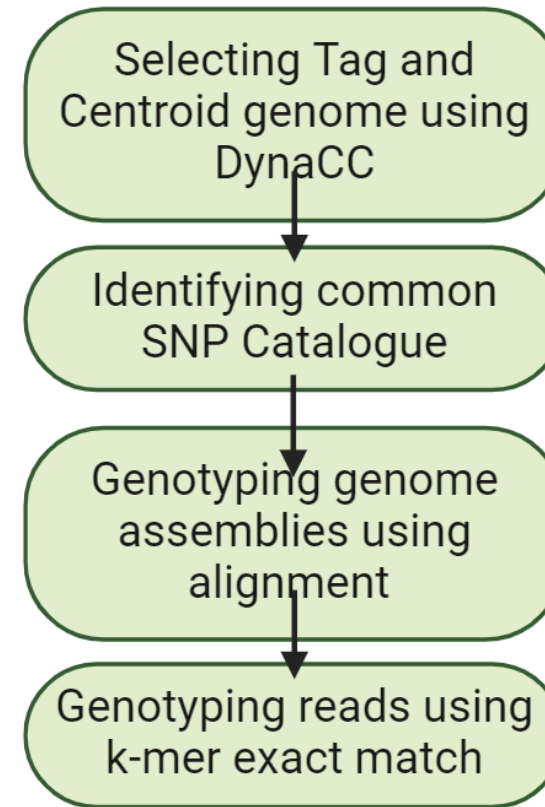 Selecting Tag and
Centroid genome using
DynaCC
Identifying common
SNP Catalogue
Genotyping genome
assemblies using
alignment
Genotyping reads using
k-mer exact match